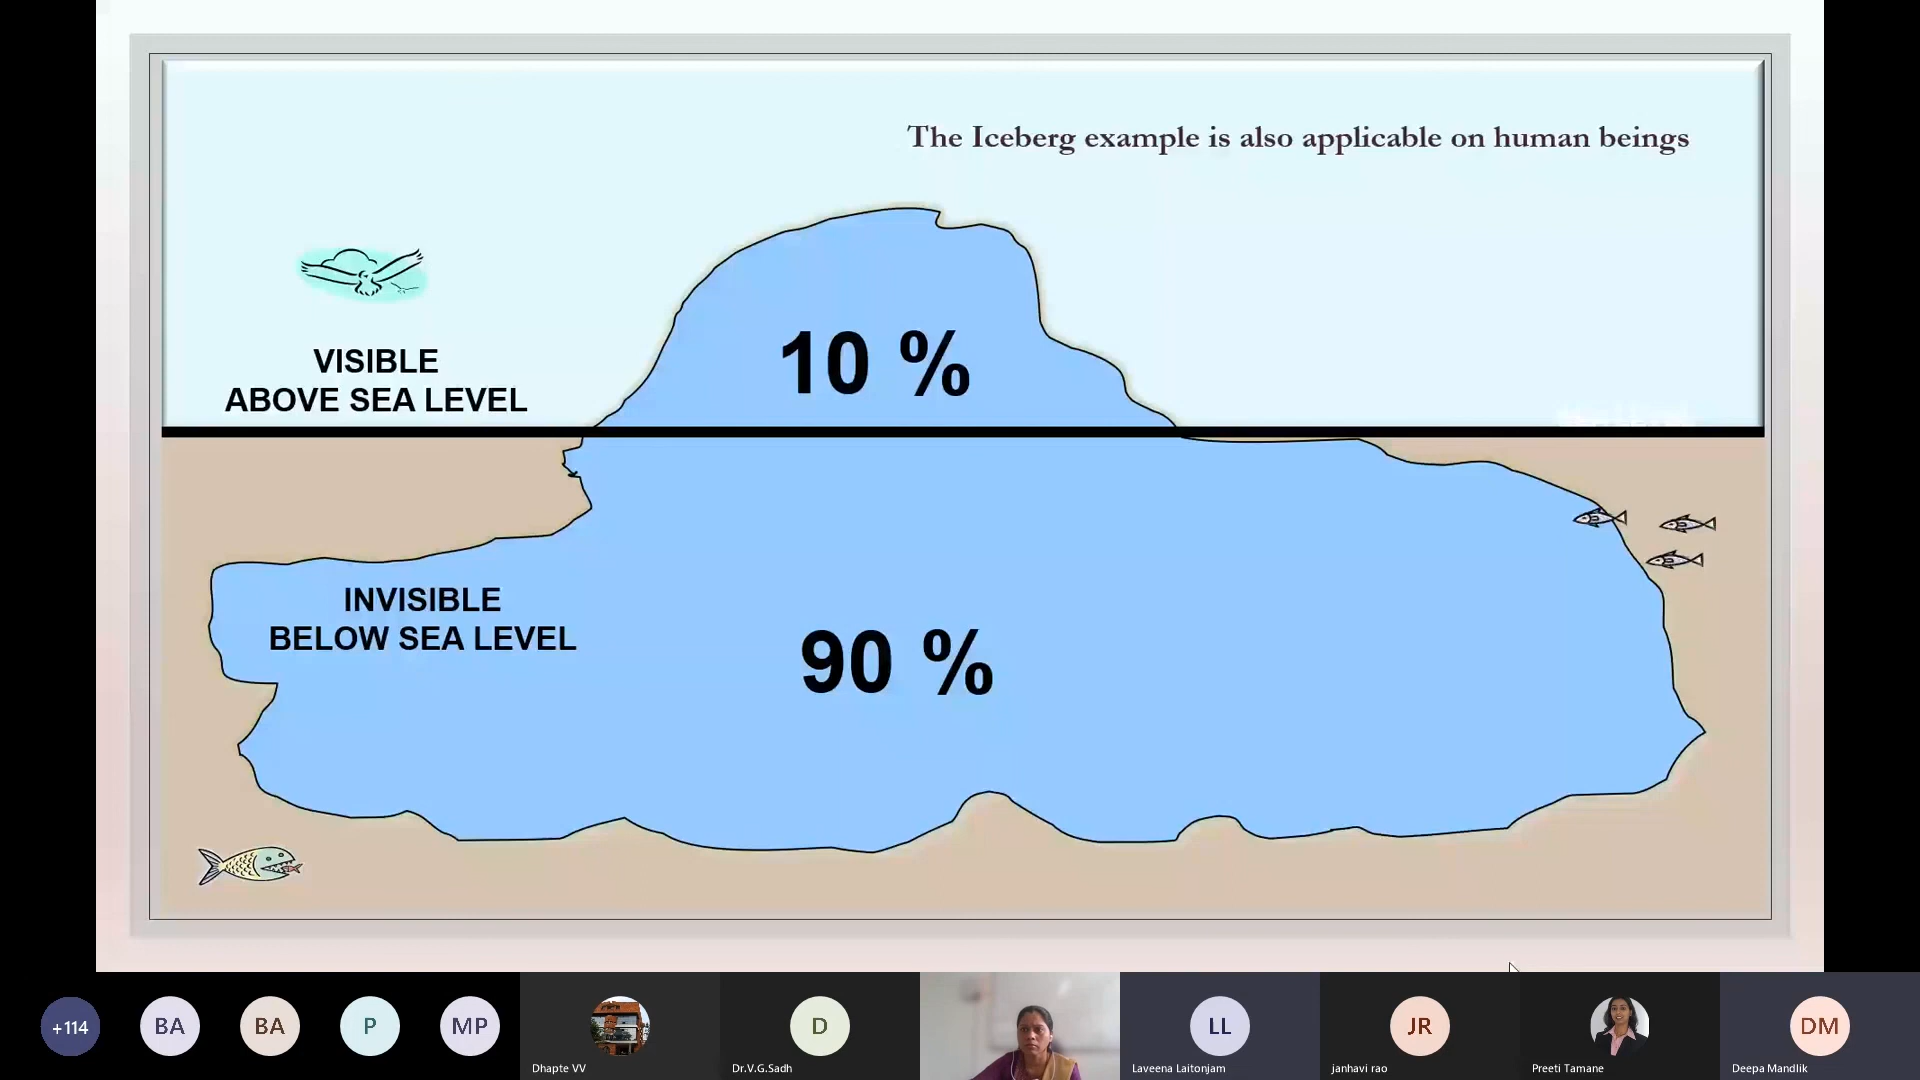 The Iceberg example is also applicable on human beings
10 %
VISIBLE
ABOVE SEA LEVEL
INVISIBLE
BELOW SEA LEVEL
90 %
+114
BA
BA
P
MP
Dhapte VV
D
Dr.V.G.Sadh
LL
Laveena Laitonjam
JR
janhavi rao
Preeti Tamane
DM
Deepa Mandlik